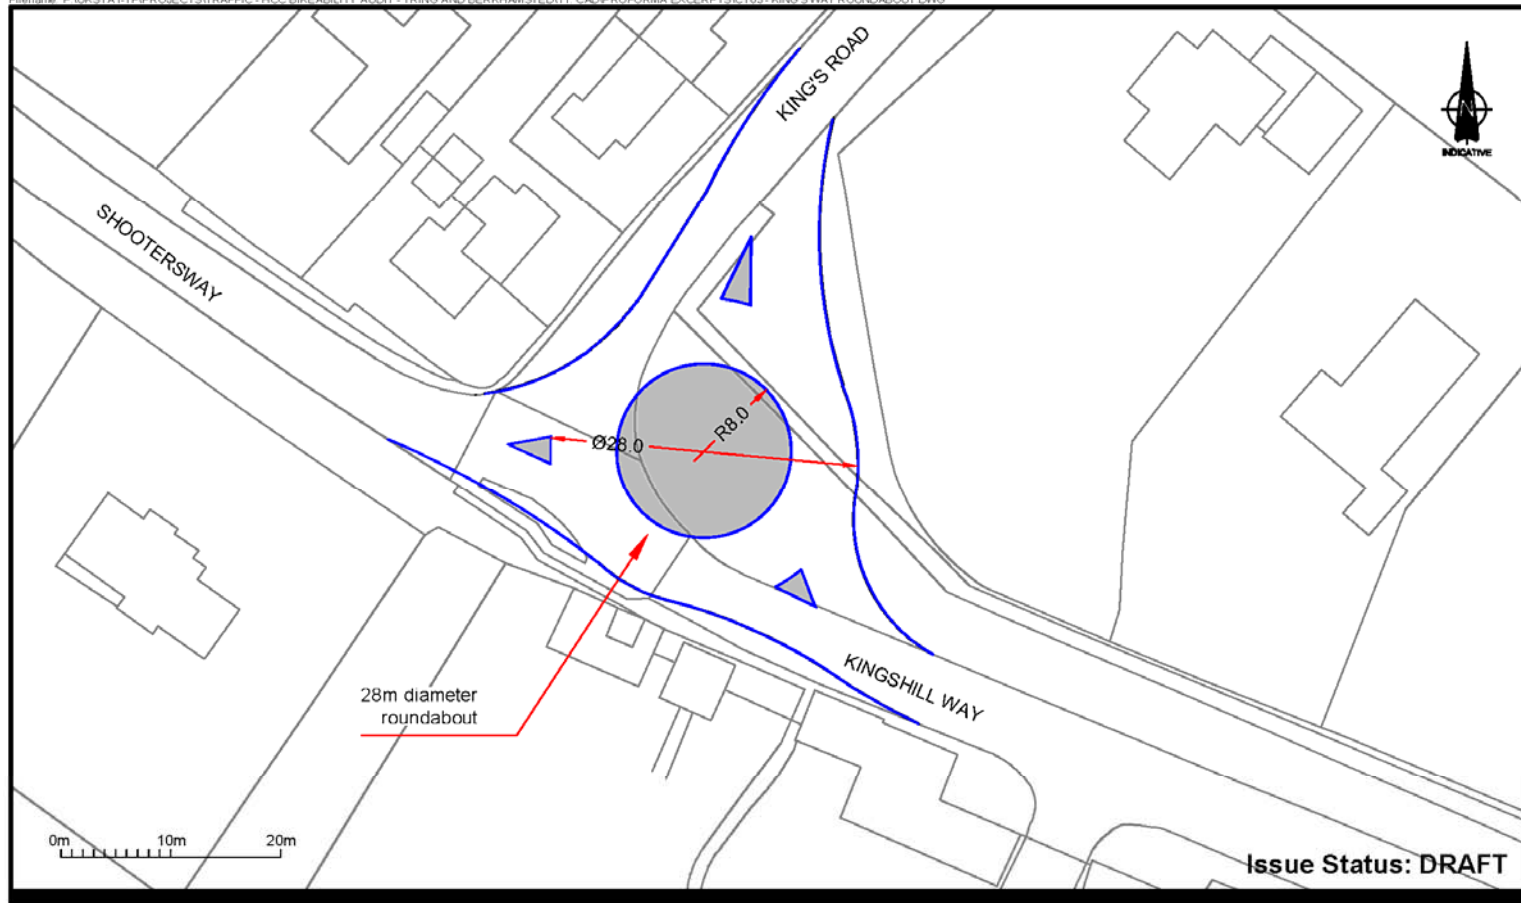 KING'S ROAD
N
INDICATIVE
SHOOTERSWAY
R8.0
Ø28.0
KINGSHILL WAY
28m diameter
roundabout
0m 10m 20m
Issue Status: DRAFT